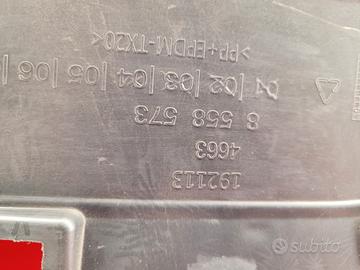 >PP+EPDM-TX20<
01/02/03/04/05/06
8 558 573
4663
192113
subito